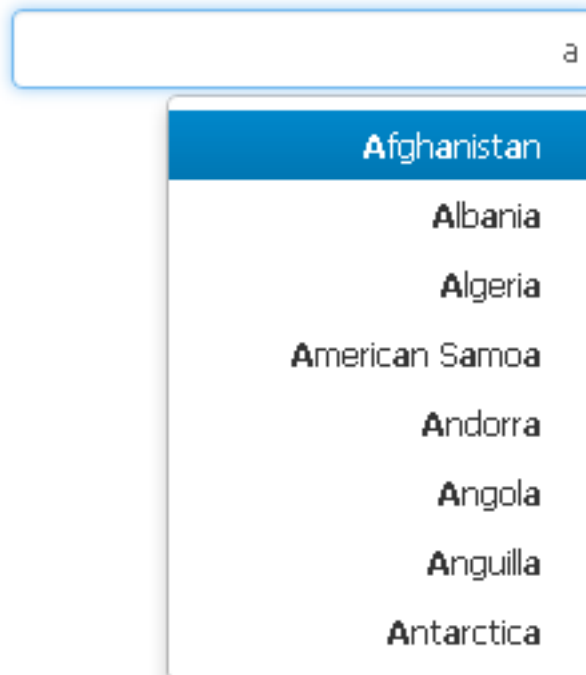 a
Afghanistan
Albania
Algeria
American Samoa
Andorra
Angola
Anguilla
Antarctica